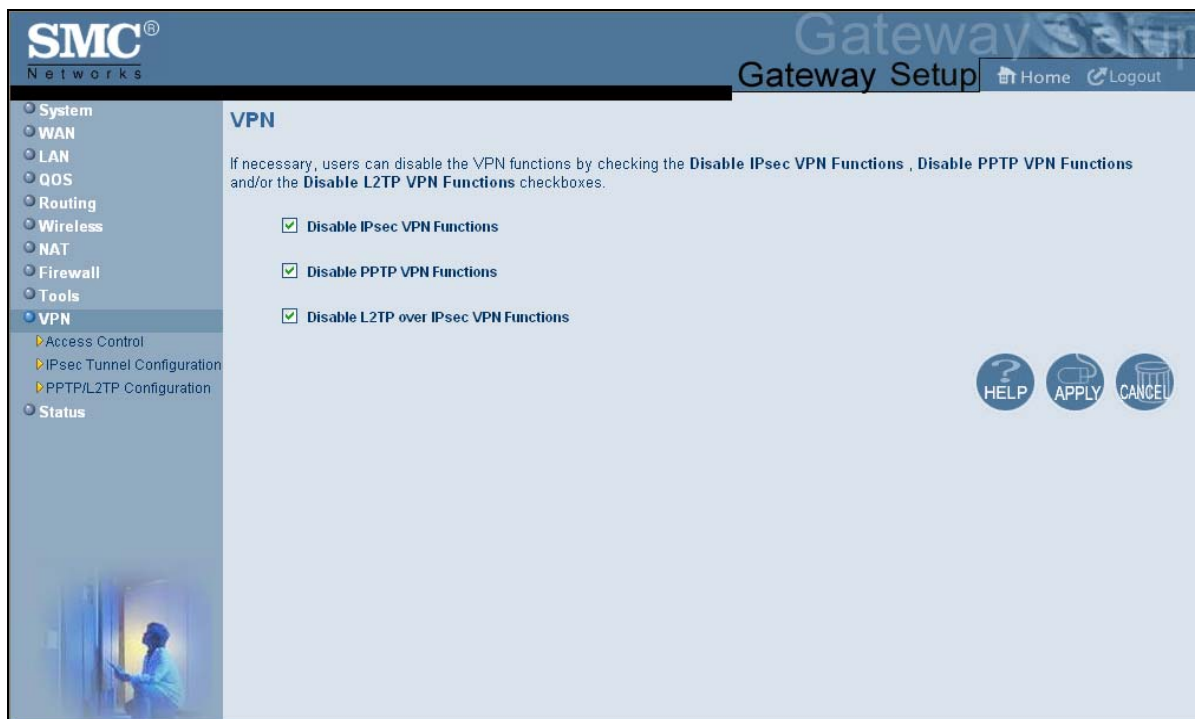 SMC®
Networks
Gateway Setup
Gateway Setup
Home
Logout
System
WAN
LAN
QOS
Routing
Wireless
NAT
Firewall
Tools
VPN
Access Control
IPsec Tunnel Configuration
PPTP/L2TP Configuration
Status
VPN
If necessary, users can disable the VPN functions by checking the Disable IPsec VPN Functions , Disable PPTP VPN Functions
and/or the Disable L2TP VPN Functions checkboxes.
Disable IPsec VPN Functions
Disable PPTP VPN Functions
Disable L2TP over IPsec VPN Functions
HELP
APPLY
CANCEL